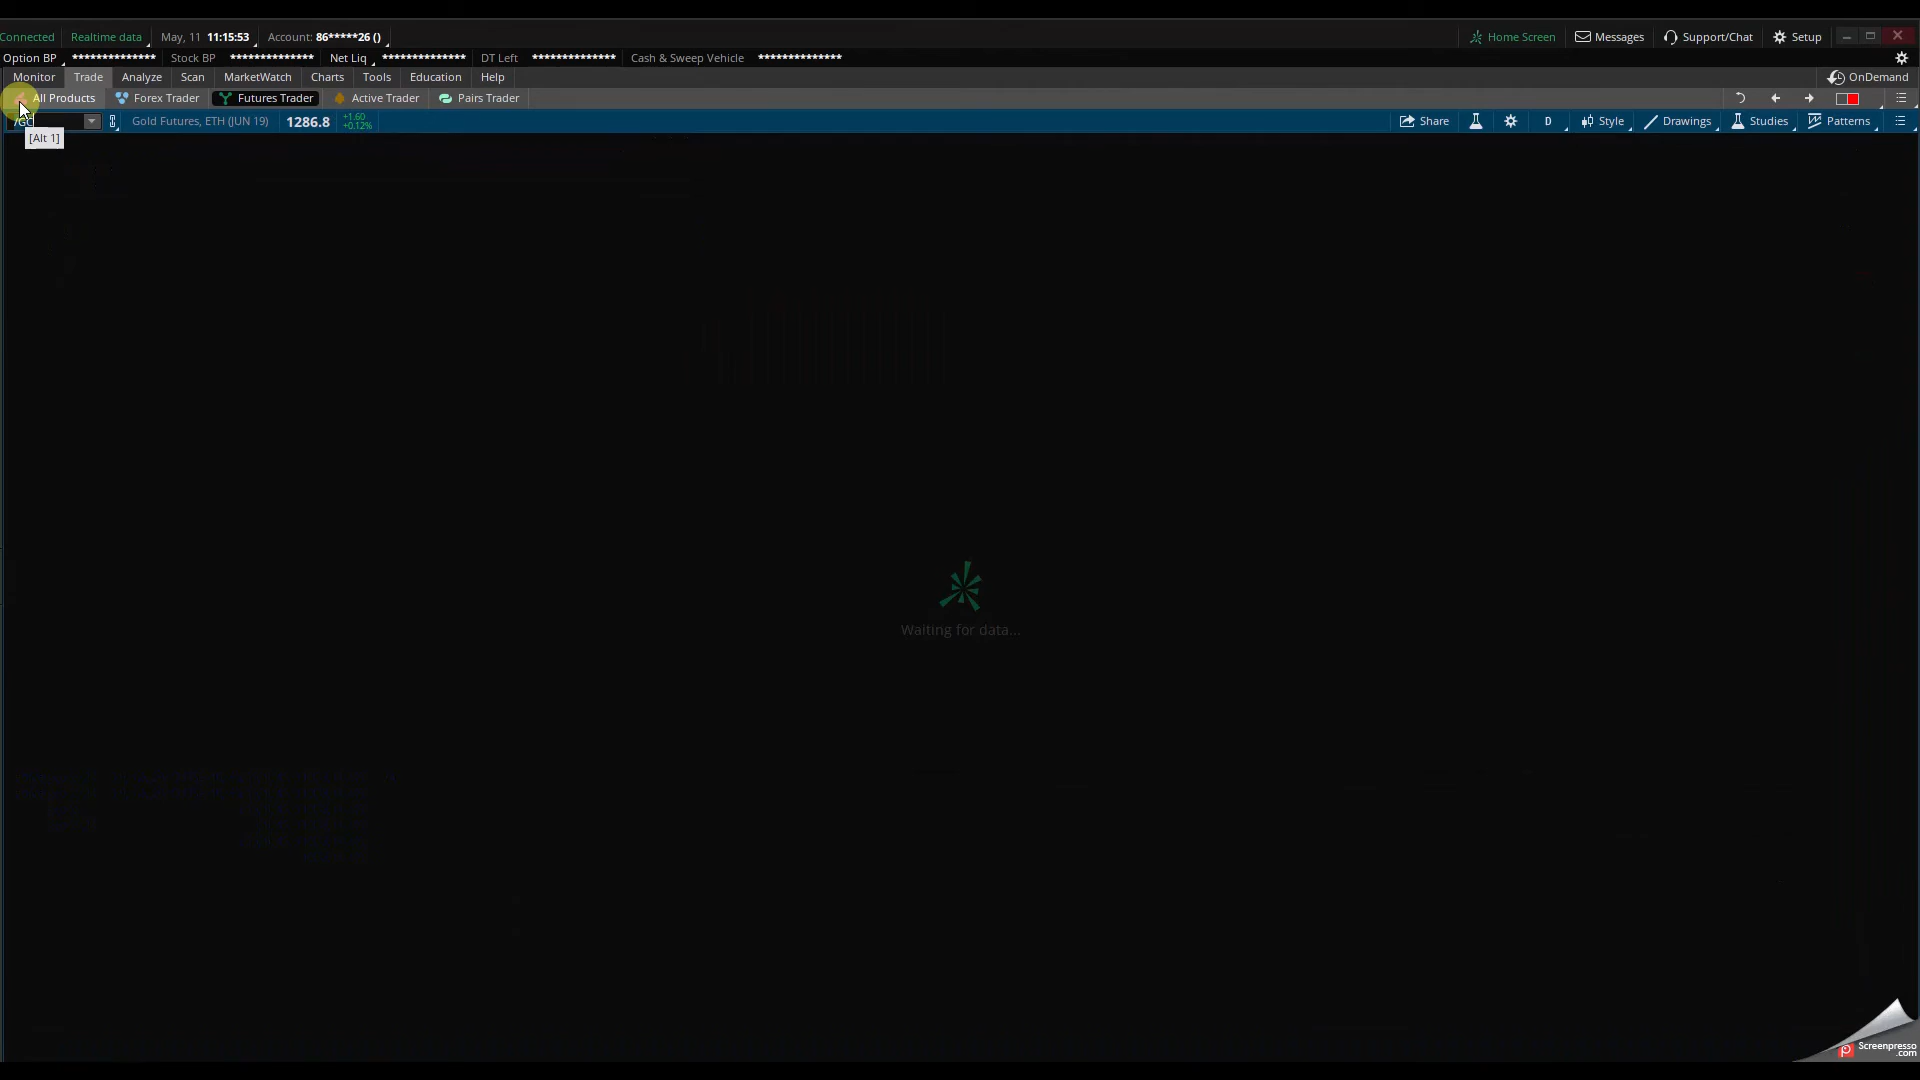 Connected Realtime data May, 11 11:15:53 Account: 86*****26 () Home Screen Messages Support/Chat Setup
Option BP ************** Stock BP ************** Net Liq ************** DT Left ************** Cash & Sweep Vehicle **************
Monitor Trade Analyze Scan MarketWatch Charts Tools Education Help OnDemand
All Products Forex Trader Futures Trader Active Trader Pairs Trader
/GC Gold Futures, ETH (JUN 19) 1286.8 +1.60 Share D Style Drawings Studies Patterns
+0.12%
[Alt 1]
Waiting for data...
Screenpresso
.com